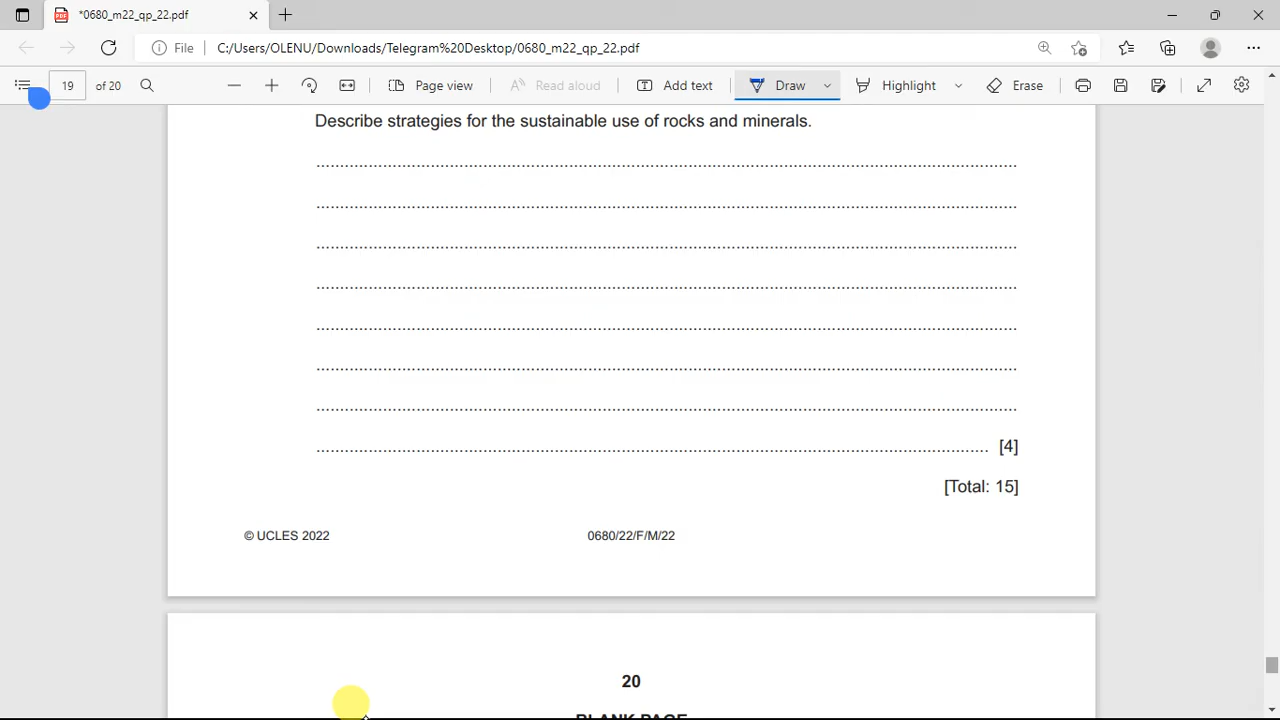 *0680_m22_qp_22.pdf
File C:/Users/OLENU/Downloads/Telegram%20Desktop/0680_m22_qp_22.pdf
19 of 20 Page view Read aloud Add text Draw Highlight Erase
Describe strategies for the sustainable use of rocks and minerals.
..........................................................................................................................................
..........................................................................................................................................
..........................................................................................................................................
..........................................................................................................................................
..........................................................................................................................................
..........................................................................................................................................
..........................................................................................................................................
.................................................................................................................................... [4]
[Total: 15]
© UCLES 2022 0680/22/F/M/22
20
BLANK PAGE